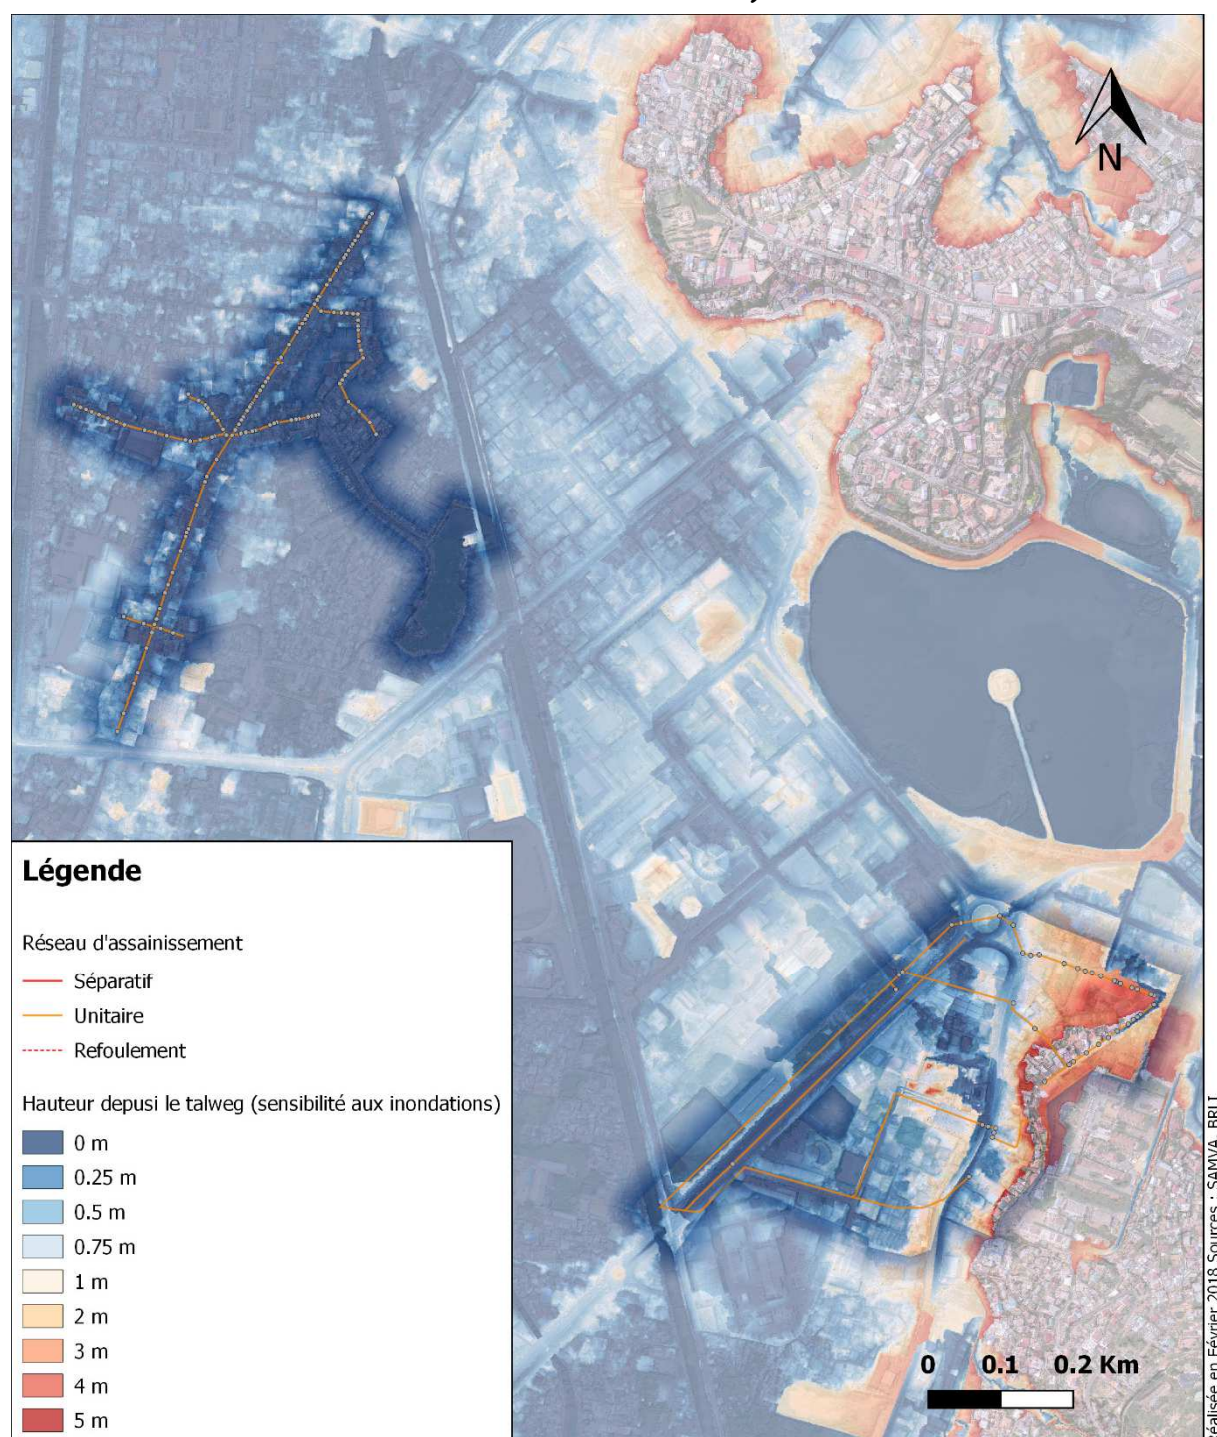 N
Légende
Réseau d'assainissement
Séparatif
Unitaire
Refoulement
Hauteur depusi le talweg (sensibilité aux inondations)
0 m
0.25 m
0.5 m
0.75 m
1 m
2 m
3 m
4 m
5 m
0 0.1 0.2 Km
Réalisée en Février 2018 Sources : SAMVA, BRLI